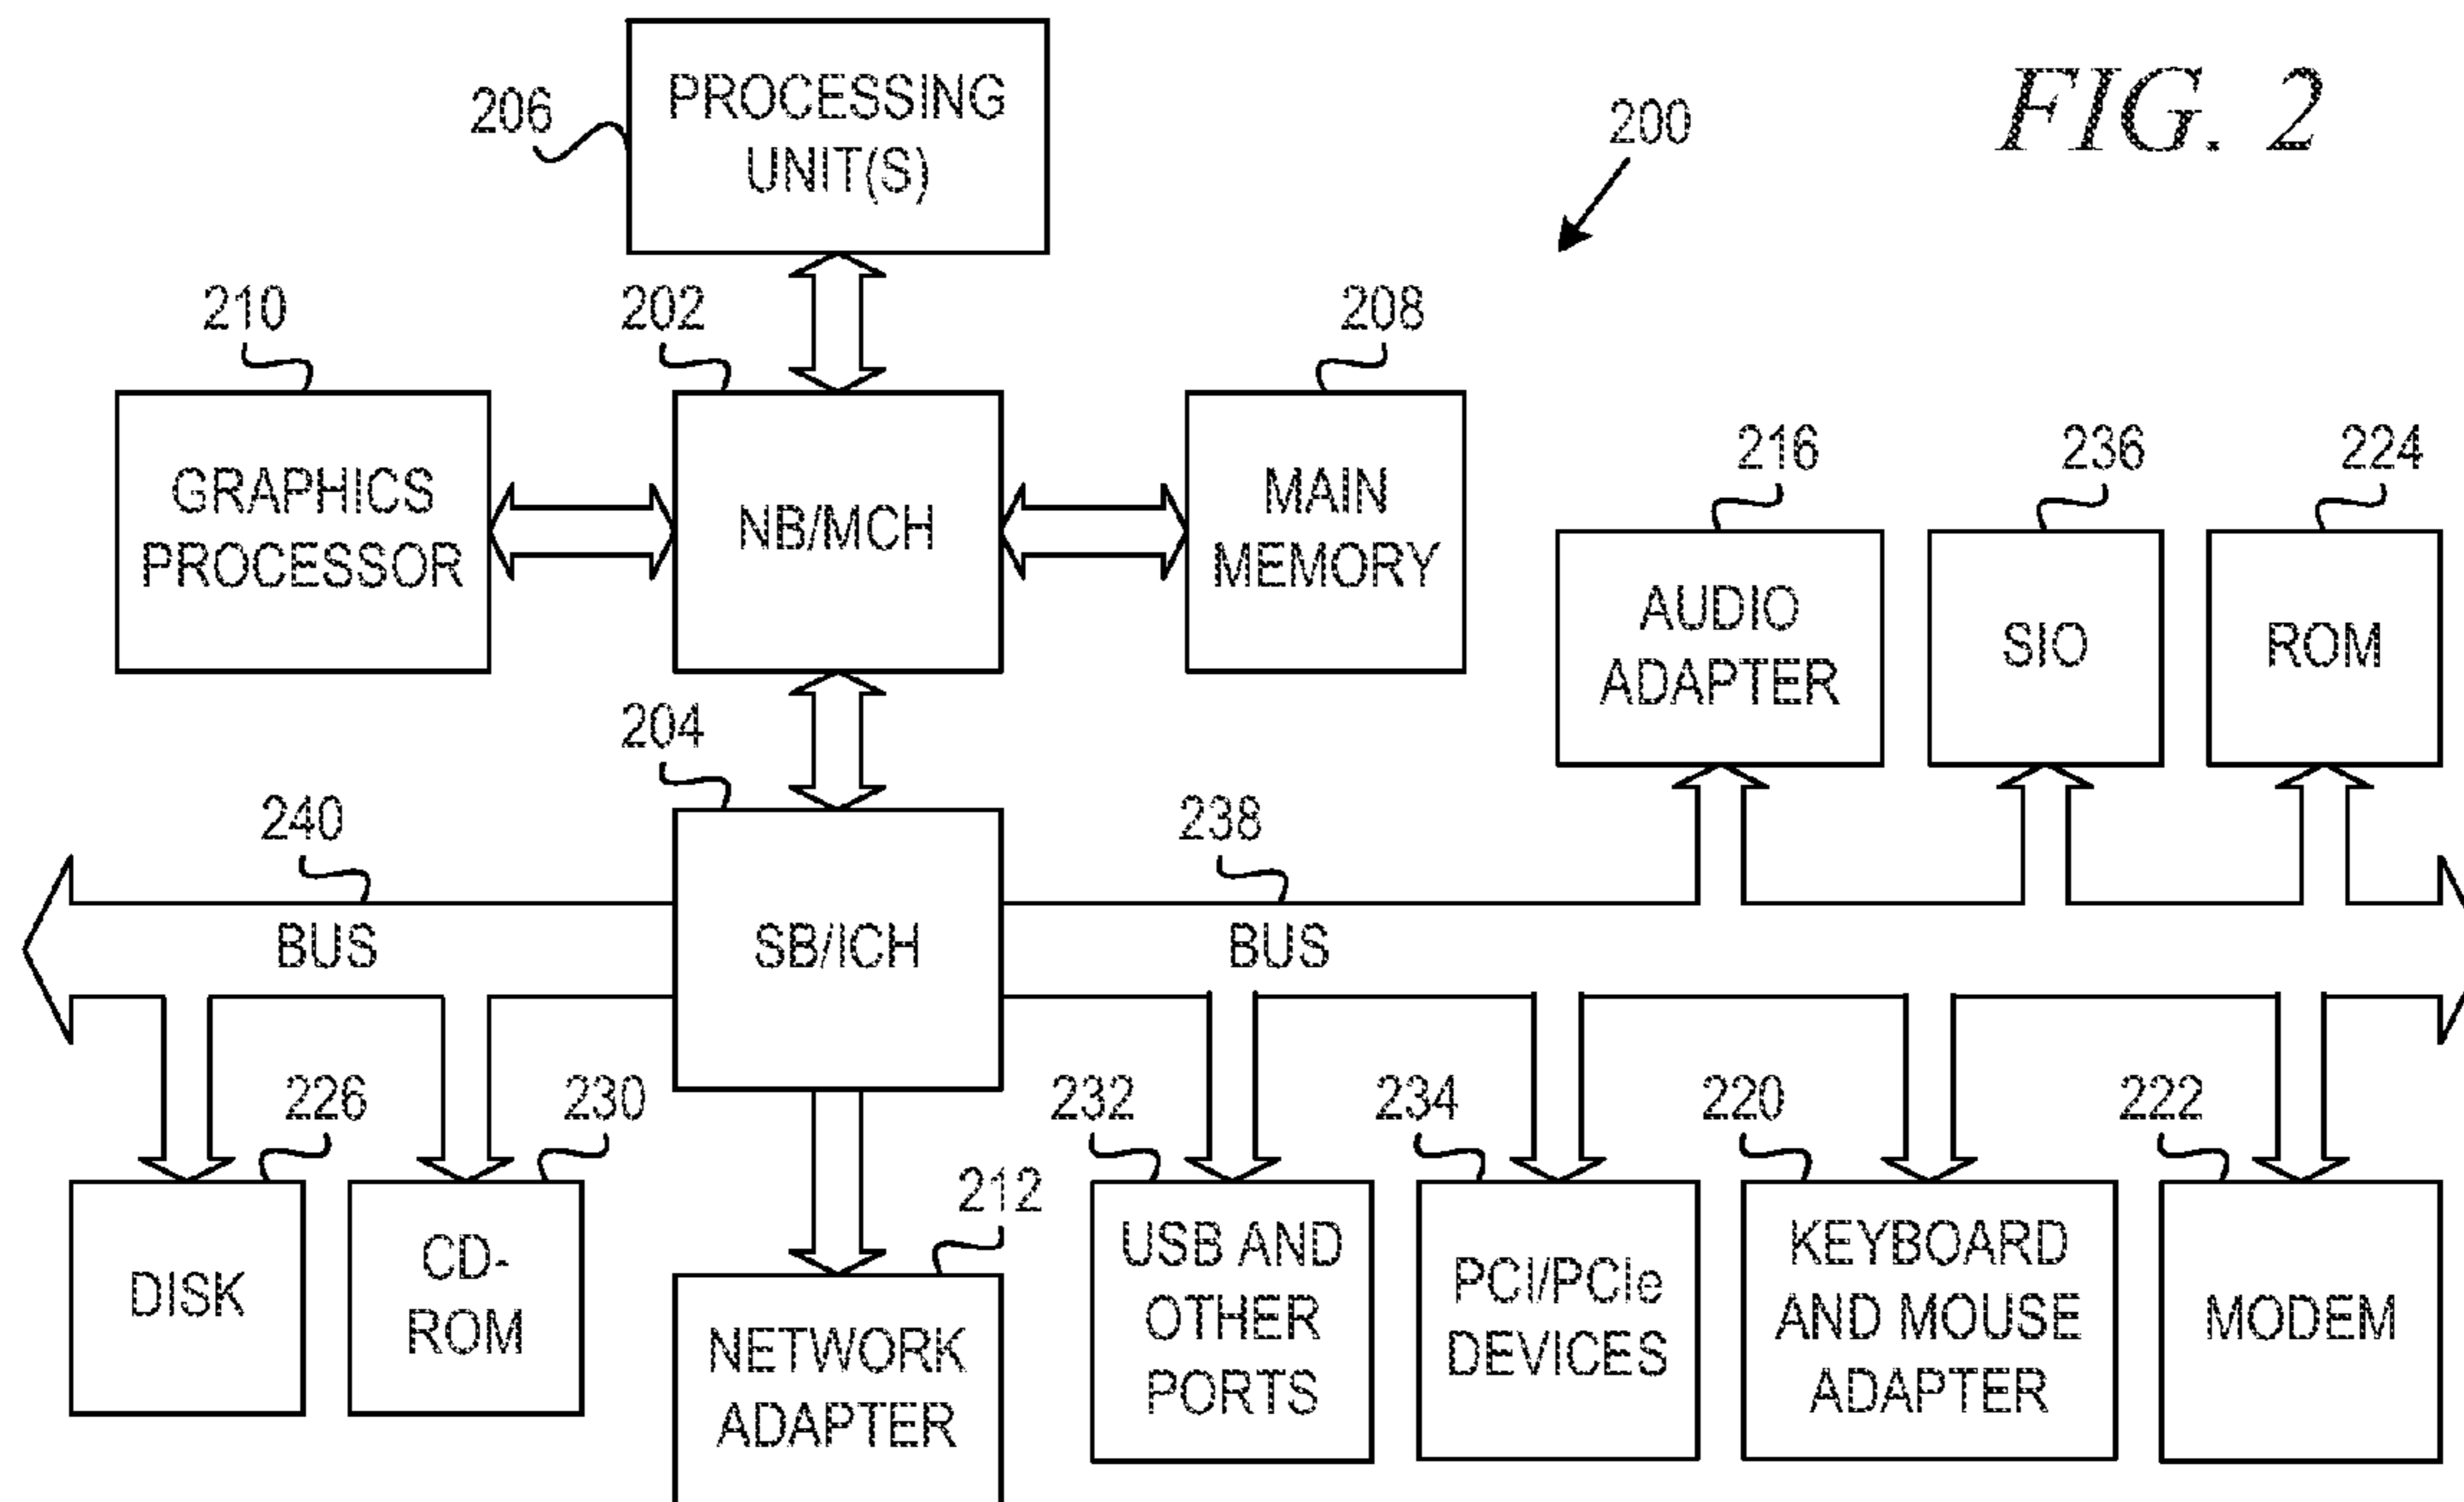 FIG. 2
200
206
PROCESSING
UNIT(S)
210
202
208
GRAPHICS
PROCESSOR
NB/MCH
MAIN
MEMORY
216
236
224
AUDIO
ADAPTER
SIO
ROM
204
240
238
BUS
SB/ICH
BUS
226
230
232
234
220
222
212
DISK
CD-
ROM
NETWORK
ADAPTER
USB AND
OTHER
PORTS
PCI/PCIe
DEVICES
KEYBOARD
AND MOUSE
ADAPTER
MODEM